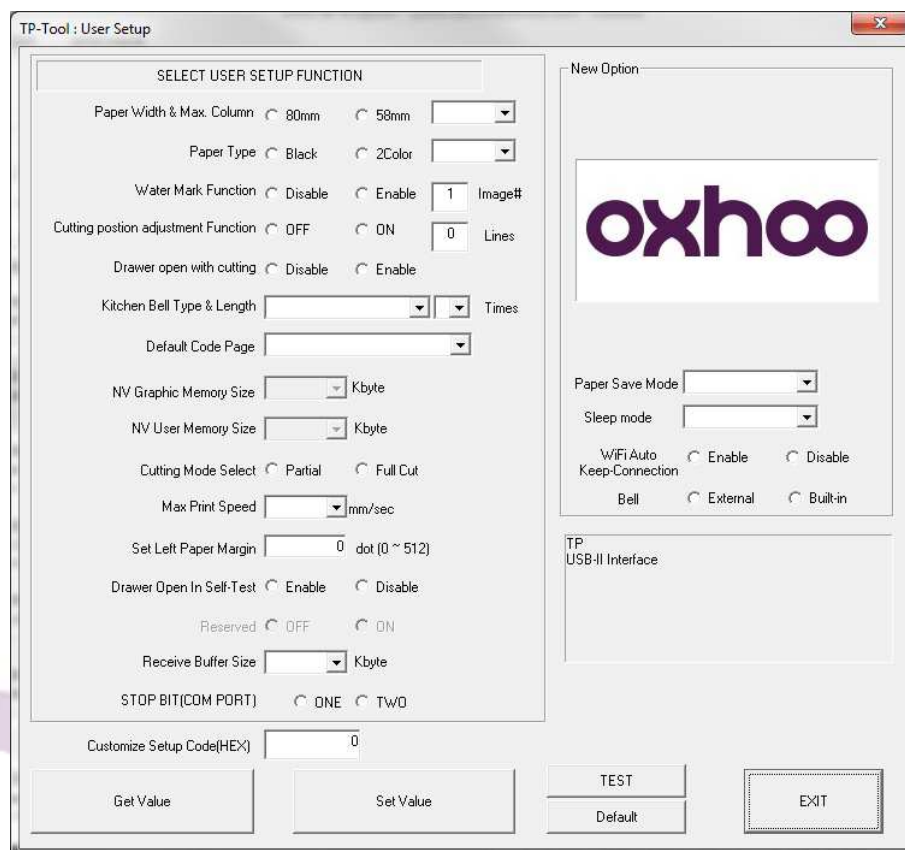 TP-Tool : User Setup
SELECT USER SETUP FUNCTION
Paper Width & Max. Column 80mm 58mm
Paper Type Black 2Color
Water Mark Function Disable Enable 1 Image#
Cutting postion adjustment Function OFF ON 0 Lines
Drawer open with cutting Disable Enable
Kitchen Bell Type & Length Times
Default Code Page
NV Graphic Memory Size Kbyte
NV User Memory Size Kbyte
Cutting Mode Select Partial Full Cut
Max Print Speed mm/sec
Set Left Paper Margin 0 dot (0 ~ 512)
Drawer Open In Self-Test Enable Disable
Reserved OFF ON
Receive Buffer Size Kbyte
STOP BIT(COM PORT) ONE TWO
Customize Setup Code(HEX) 0
Get Value
Set Value
New Option
oxhoo
Paper Save Mode
Sleep mode
WiFi Auto
Keep-Connection Enable Disable
Bell External Built-in
TP
USB-II Interface
TEST
Default
EXIT